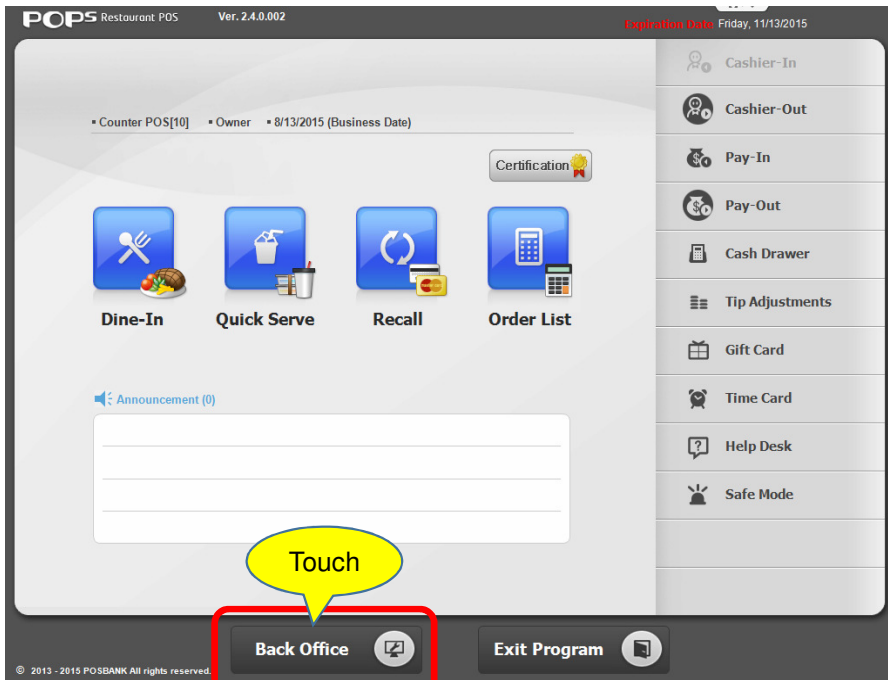 POPS Restaurant POS Ver. 2.4.0.002
Expiration Date Friday, 11/13/2015
▪ Counter POS[10] ▪ Owner ▪ 8/13/2015 (Business Date)
Certification
Dine-In
Quick Serve
Recall
Order List
Announcement (0)
Cashier-In
Cashier-Out
Pay-In
Pay-Out
Cash Drawer
Tip Adjustments
Gift Card
Time Card
Help Desk
Safe Mode
Touch
Back Office
Exit Program
© 2013 - 2015 POSBANK All rights reserved.